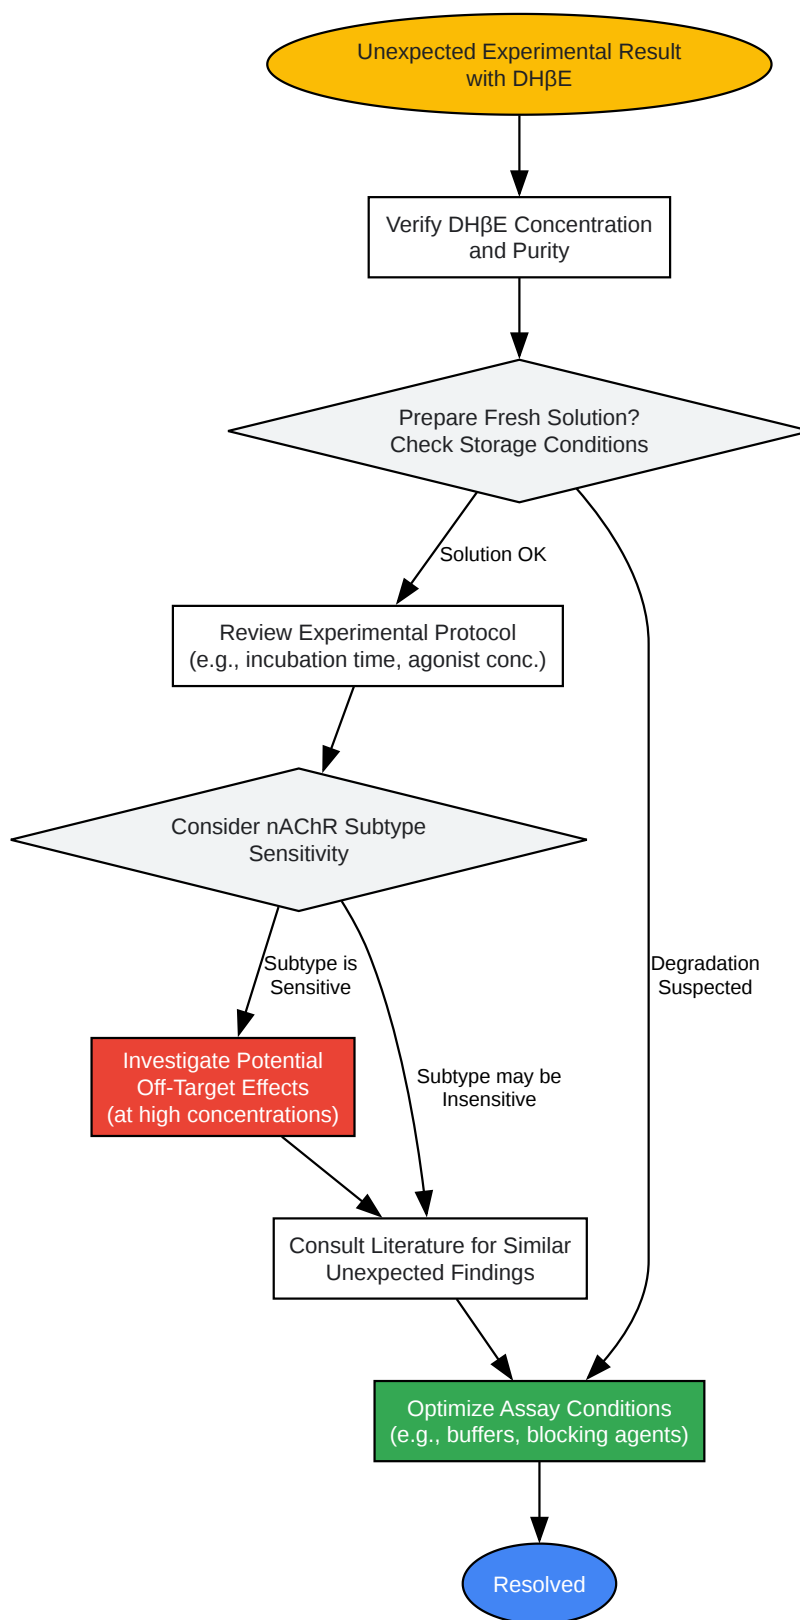 Unexpected Experimental Result
with DHβE
Verify DHβE Concentration
and Purity
Prepare Fresh Solution?
Check Storage Conditions
Solution OK
Review Experimental Protocol
(e.g., incubation time, agonist conc.)
Consider nAChR Subtype
Sensitivity
Subtype is
Sensitive
Degradation
Suspected
Investigate Potential
Off-Target Effects
(at high concentrations)
Subtype may be
Insensitive
Consult Literature for Similar
Unexpected Findings
Optimize Assay Conditions
(e.g., buffers, blocking agents)
Resolved